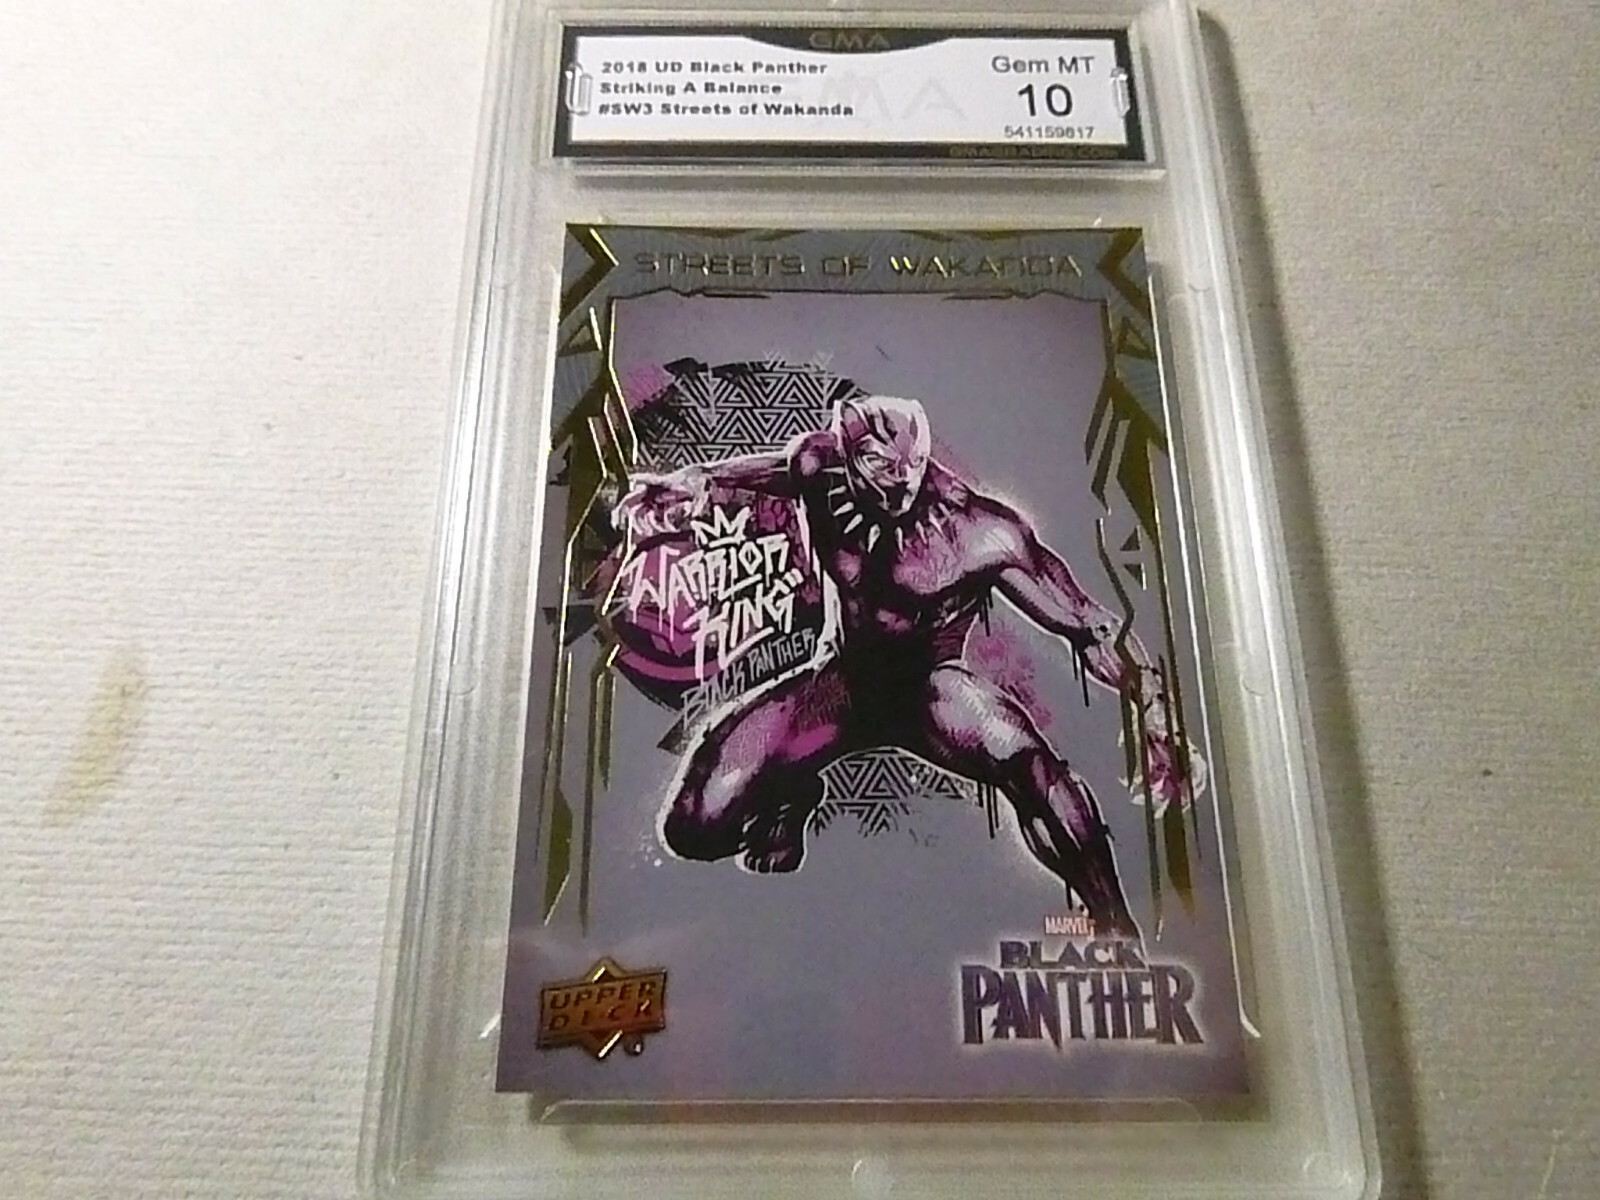 GMA
2018 UD Black Panther
Striking A Balance
#SW3 Streets of Wakanda
Gem MT
10
541159817
STREETS OF WAKANDA
WARRIOR
KING
BLACK PANTHER
MARVEL
BLACK
PANTHER
UPPER
DECK